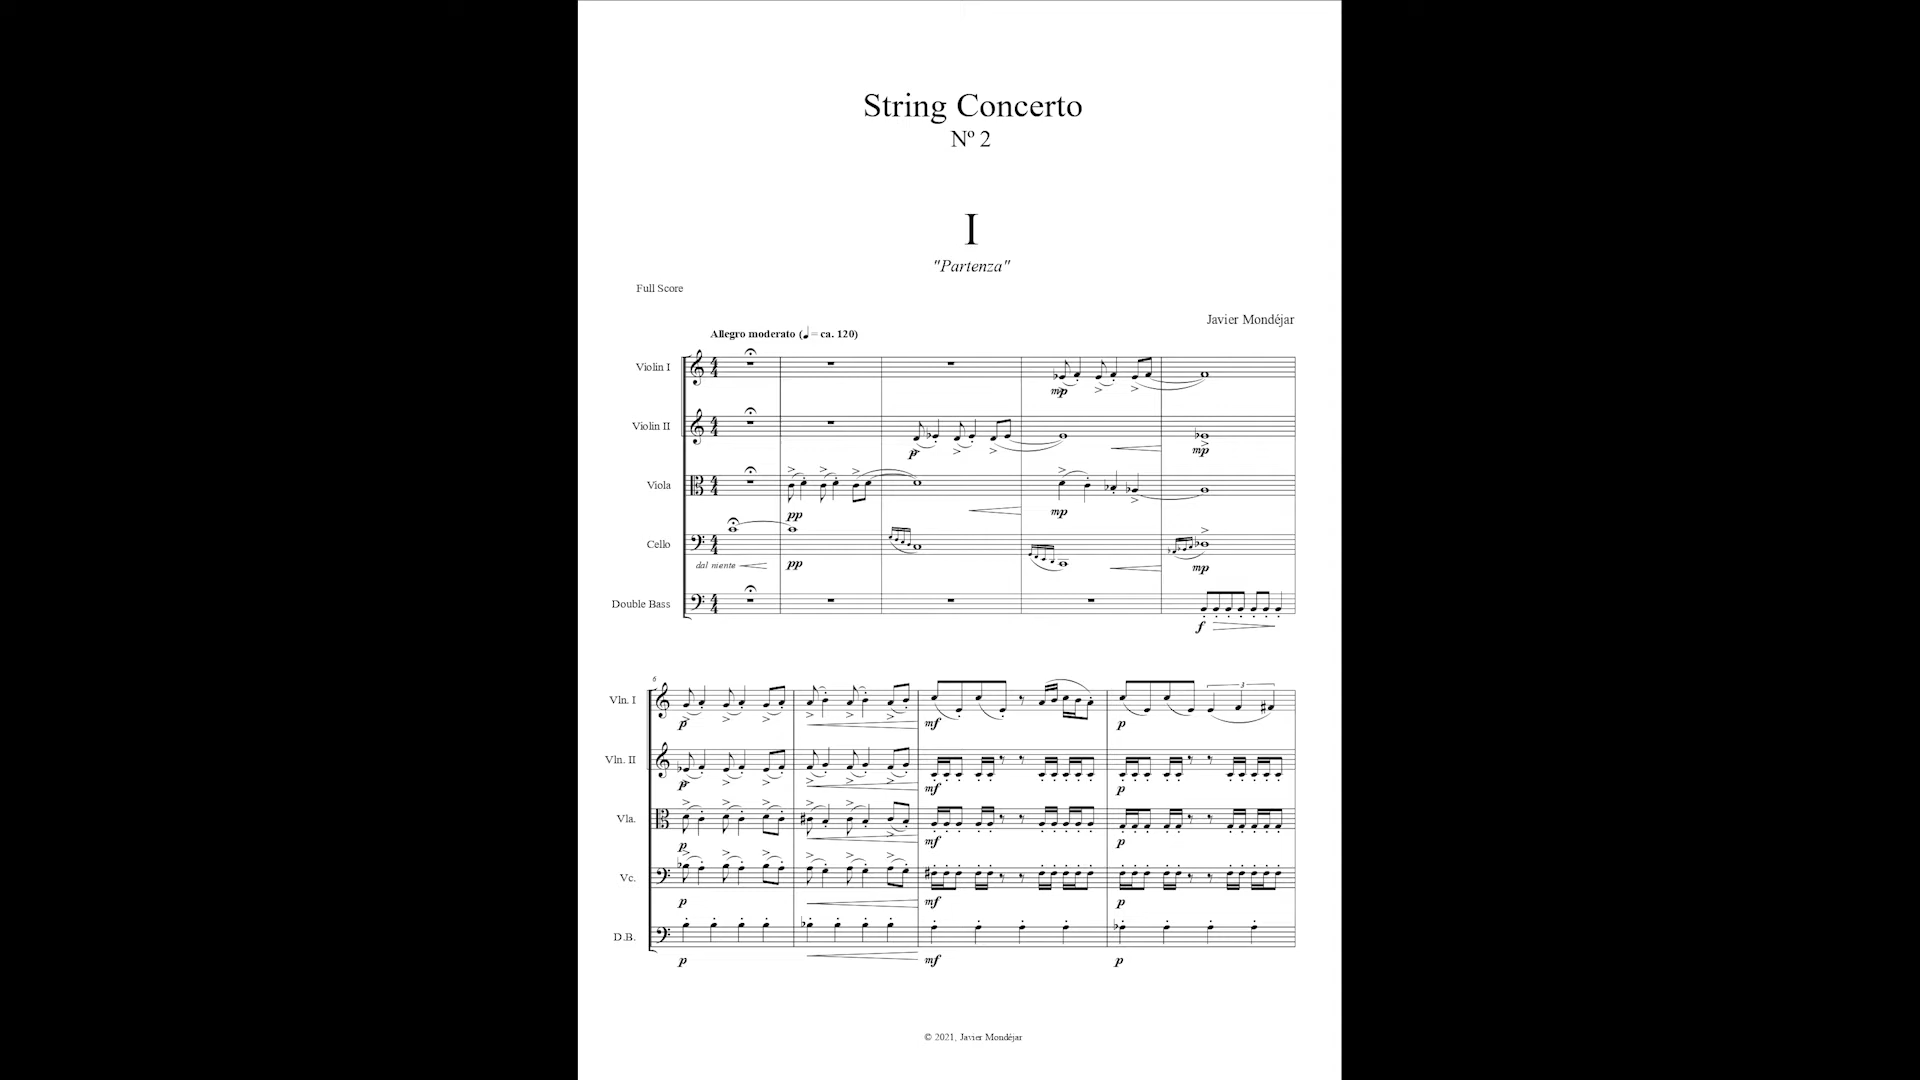 String Concerto
Nº 2
I
"Partenza"
Full Score
Javier Mondéjar
Allegro moderato (♩ = ca. 120)
Violin I
mp
Violin II
p
mp
Viola
pp
mp
Cello
dal niente
pp
mp
Double Bass
f
6
Vln. I
p
mf
p
3
Vln. II
p
mf
p
Vla.
p
mf
p
Vc.
p
mf
p
D.B.
p
mf
p
© 2021, Javier Mondéjar